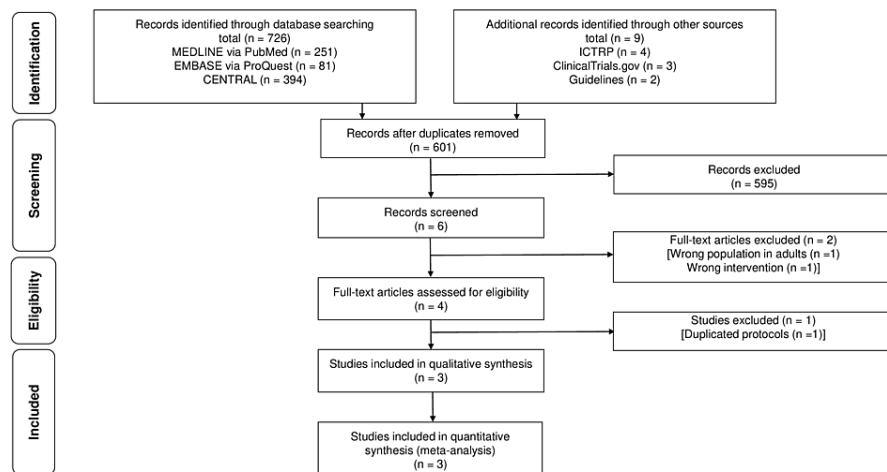 Identification
Records identified through database searching
total (n = 726)
MEDLINE via PubMed (n = 251)
EMBASE via ProQuest (n = 81)
CENTRAL (n = 394)
Additional records identified through other sources
total (n = 9)
ICTRP (n = 4)
ClinicalTrials.gov (n = 3)
Guidelines (n = 2)
Screening
Records after duplicates removed
(n = 601)
Records excluded
(n = 595)
Records screened
(n = 6)
Full-text articles excluded (n = 2)
[Wrong population in adults (n =1)
Wrong intervention (n =1)]
Eligibility
Full-text articles assessed for eligibility
(n = 4)
Studies excluded (n = 1)
[Duplicated protocols (n =1)]
Included
Studies included in qualitative synthesis
(n = 3)
Studies included in quantitative
synthesis (meta-analysis)
(n = 3)